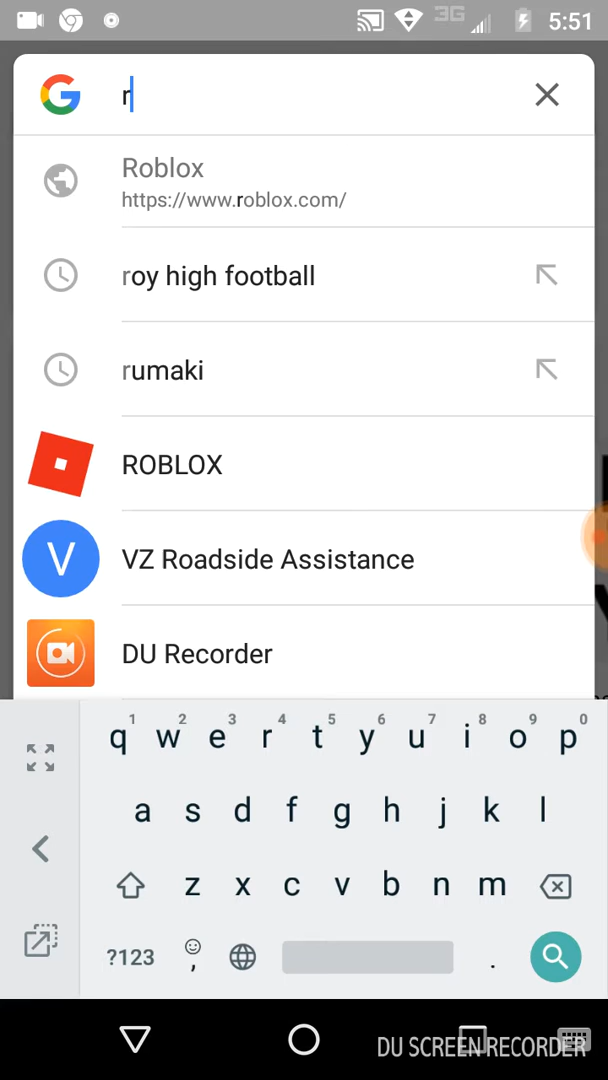 3G 5:51
r
Roblox
https://www.roblox.com/
roy high football
rumaki
ROBLOX
V VZ Roadside Assistance
DU Recorder
1 2 3 4 5 6 7 8 9 0
q w e r t y u i o p
a s d f g h j k l
z x c v b n m
?123 , .
DU SCREEN RECORDER